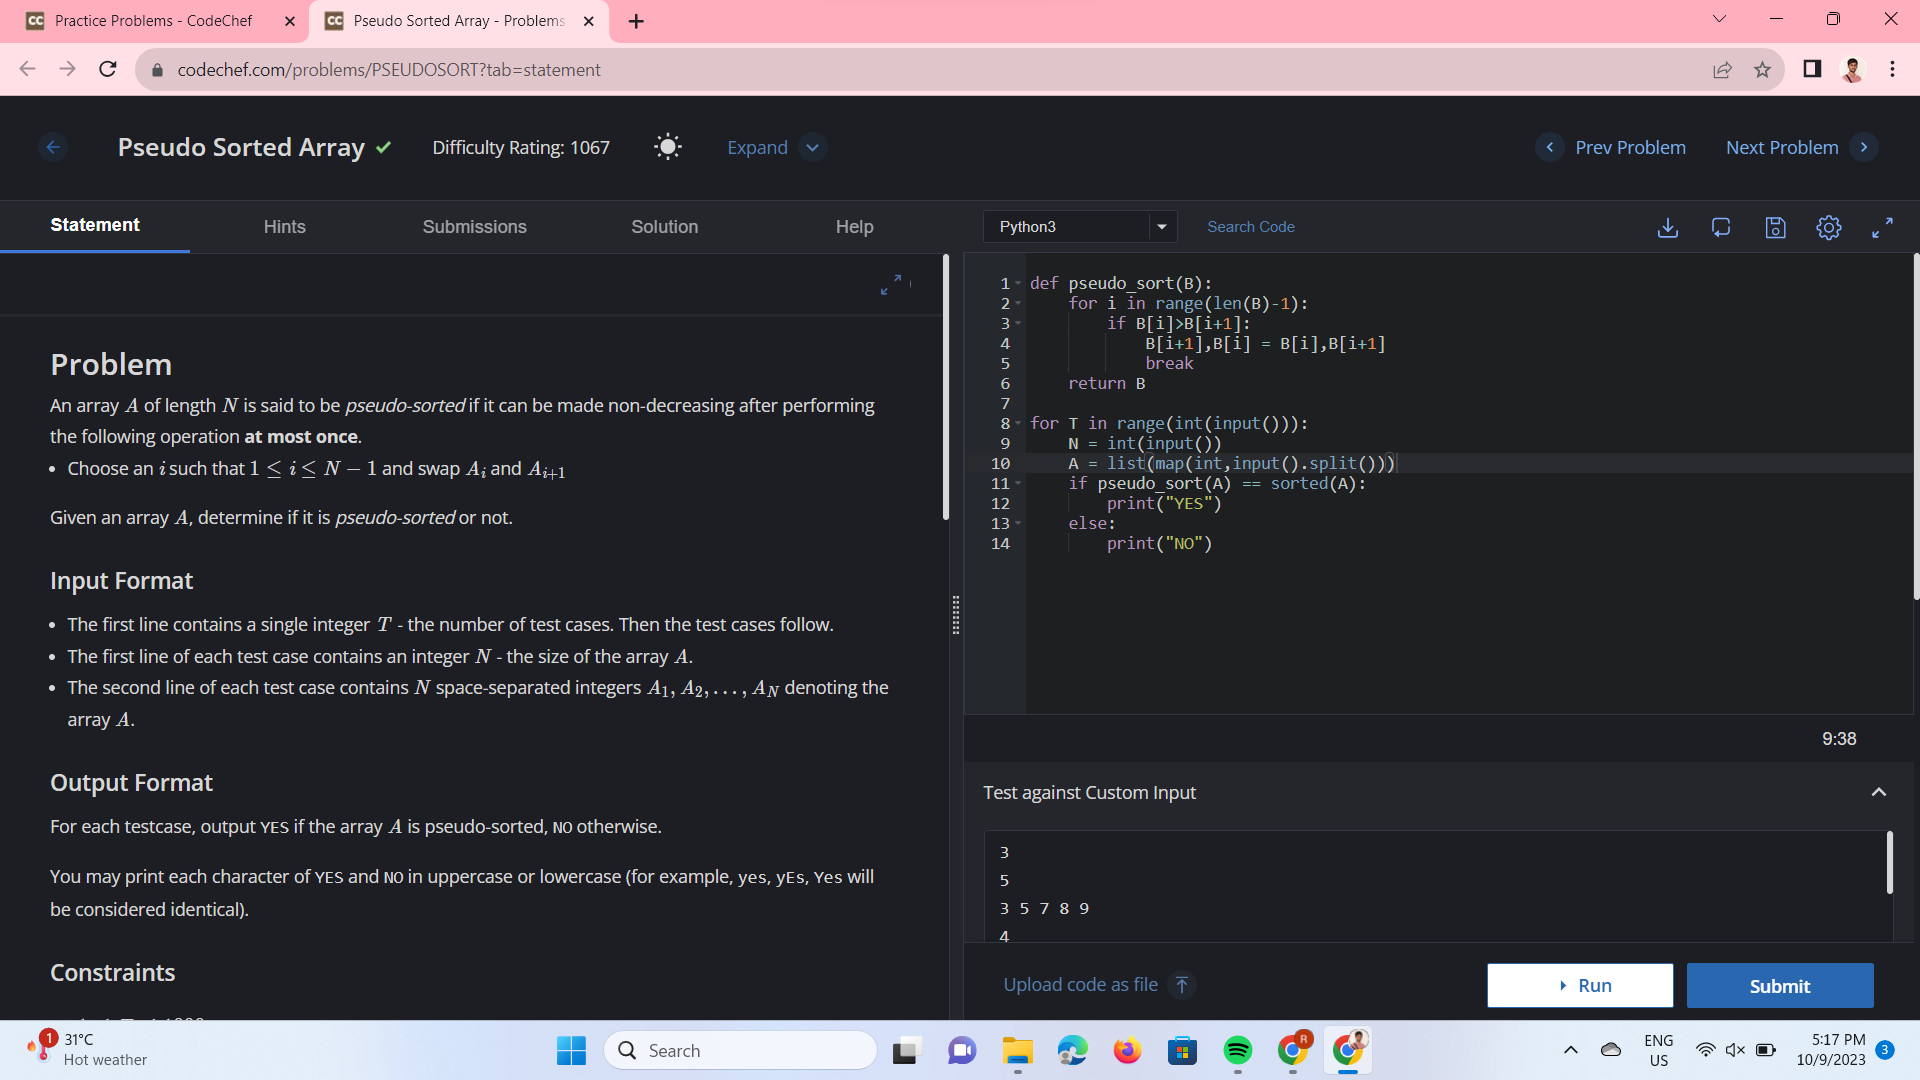 Practice Problems - CodeChef
Pseudo Sorted Array - Problems
codechef.com/problems/PSEUDOSORT?tab=statement
Pseudo Sorted Array
Difficulty Rating: 1067
Expand
Prev Problem
Next Problem
Statement
Hints
Submissions
Solution
Help
Python3
Search Code
Problem
An array A of length N is said to be pseudo-sorted if it can be made non-decreasing after performing
the following operation at most once.
• Choose an i such that 1 ≤ i ≤ N − 1 and swap Ai and Ai+1
Given an array A, determine if it is pseudo-sorted or not.
Input Format
• The first line contains a single integer T - the number of test cases. Then the test cases follow.
• The first line of each test case contains an integer N - the size of the array A.
• The second line of each test case contains N space-separated integers A1, A2, . . . , AN denoting the
array A.
Output Format
For each testcase, output YES if the array A is pseudo-sorted, NO otherwise.
You may print each character of YES and NO in uppercase or lowercase (for example, yes, yEs, Yes will
be considered identical).
Constraints
1 def pseudo_sort(B):
2     for i in range(len(B)-1):
3         if B[i]>B[i+1]:
4             B[i+1],B[i] = B[i],B[i+1]
5             break
6     return B
7
8 for T in range(int(input())):
9     N = int(input())
10     A = list(map(int,input().split()))
11     if pseudo_sort(A) == sorted(A):
12         print("YES")
13     else:
14         print("NO")
9:38
Test against Custom Input
3
5
3 5 7 8 9
4
Upload code as file
Run
Submit
1
31°C
Hot weather
Search
R
ENG
US
5:17 PM
10/9/2023
3